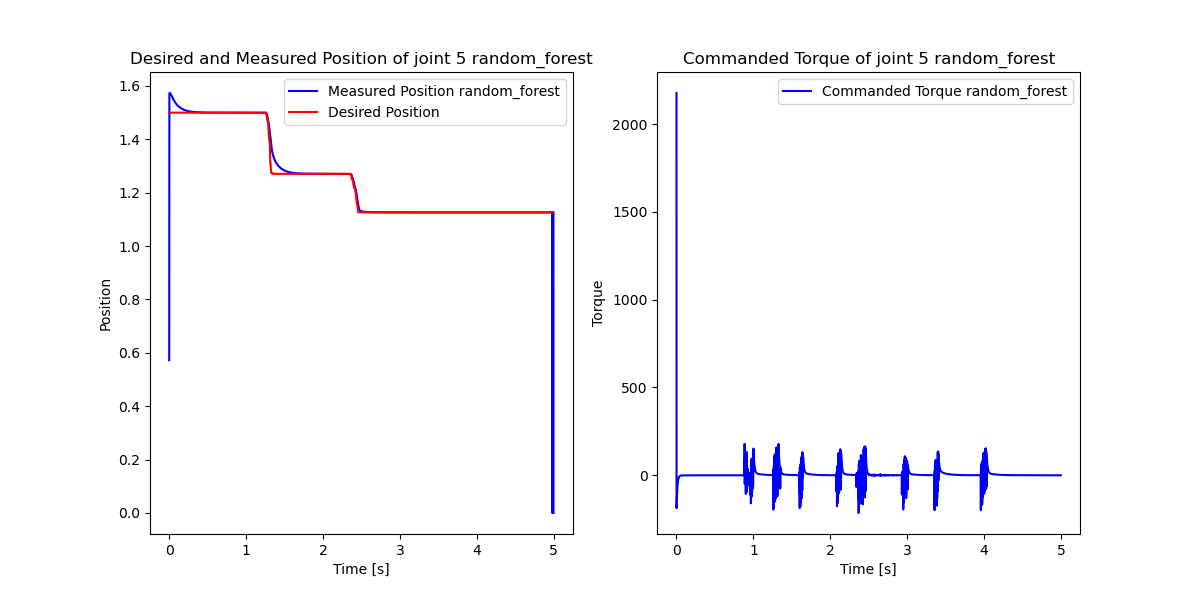 Desired and Measured Position of joint 5 random_forest
Measured Position random_forest
Desired Position
1.6
1.4
1.2
1.0
0.8
0.6
0.4
0.2
0.0
Position
0 1 2 3 4 5
Time [s]
Commanded Torque of joint 5 random_forest
Commanded Torque random_forest
2000
1500
1000
500
0
Torque
0 1 2 3 4 5
Time [s]